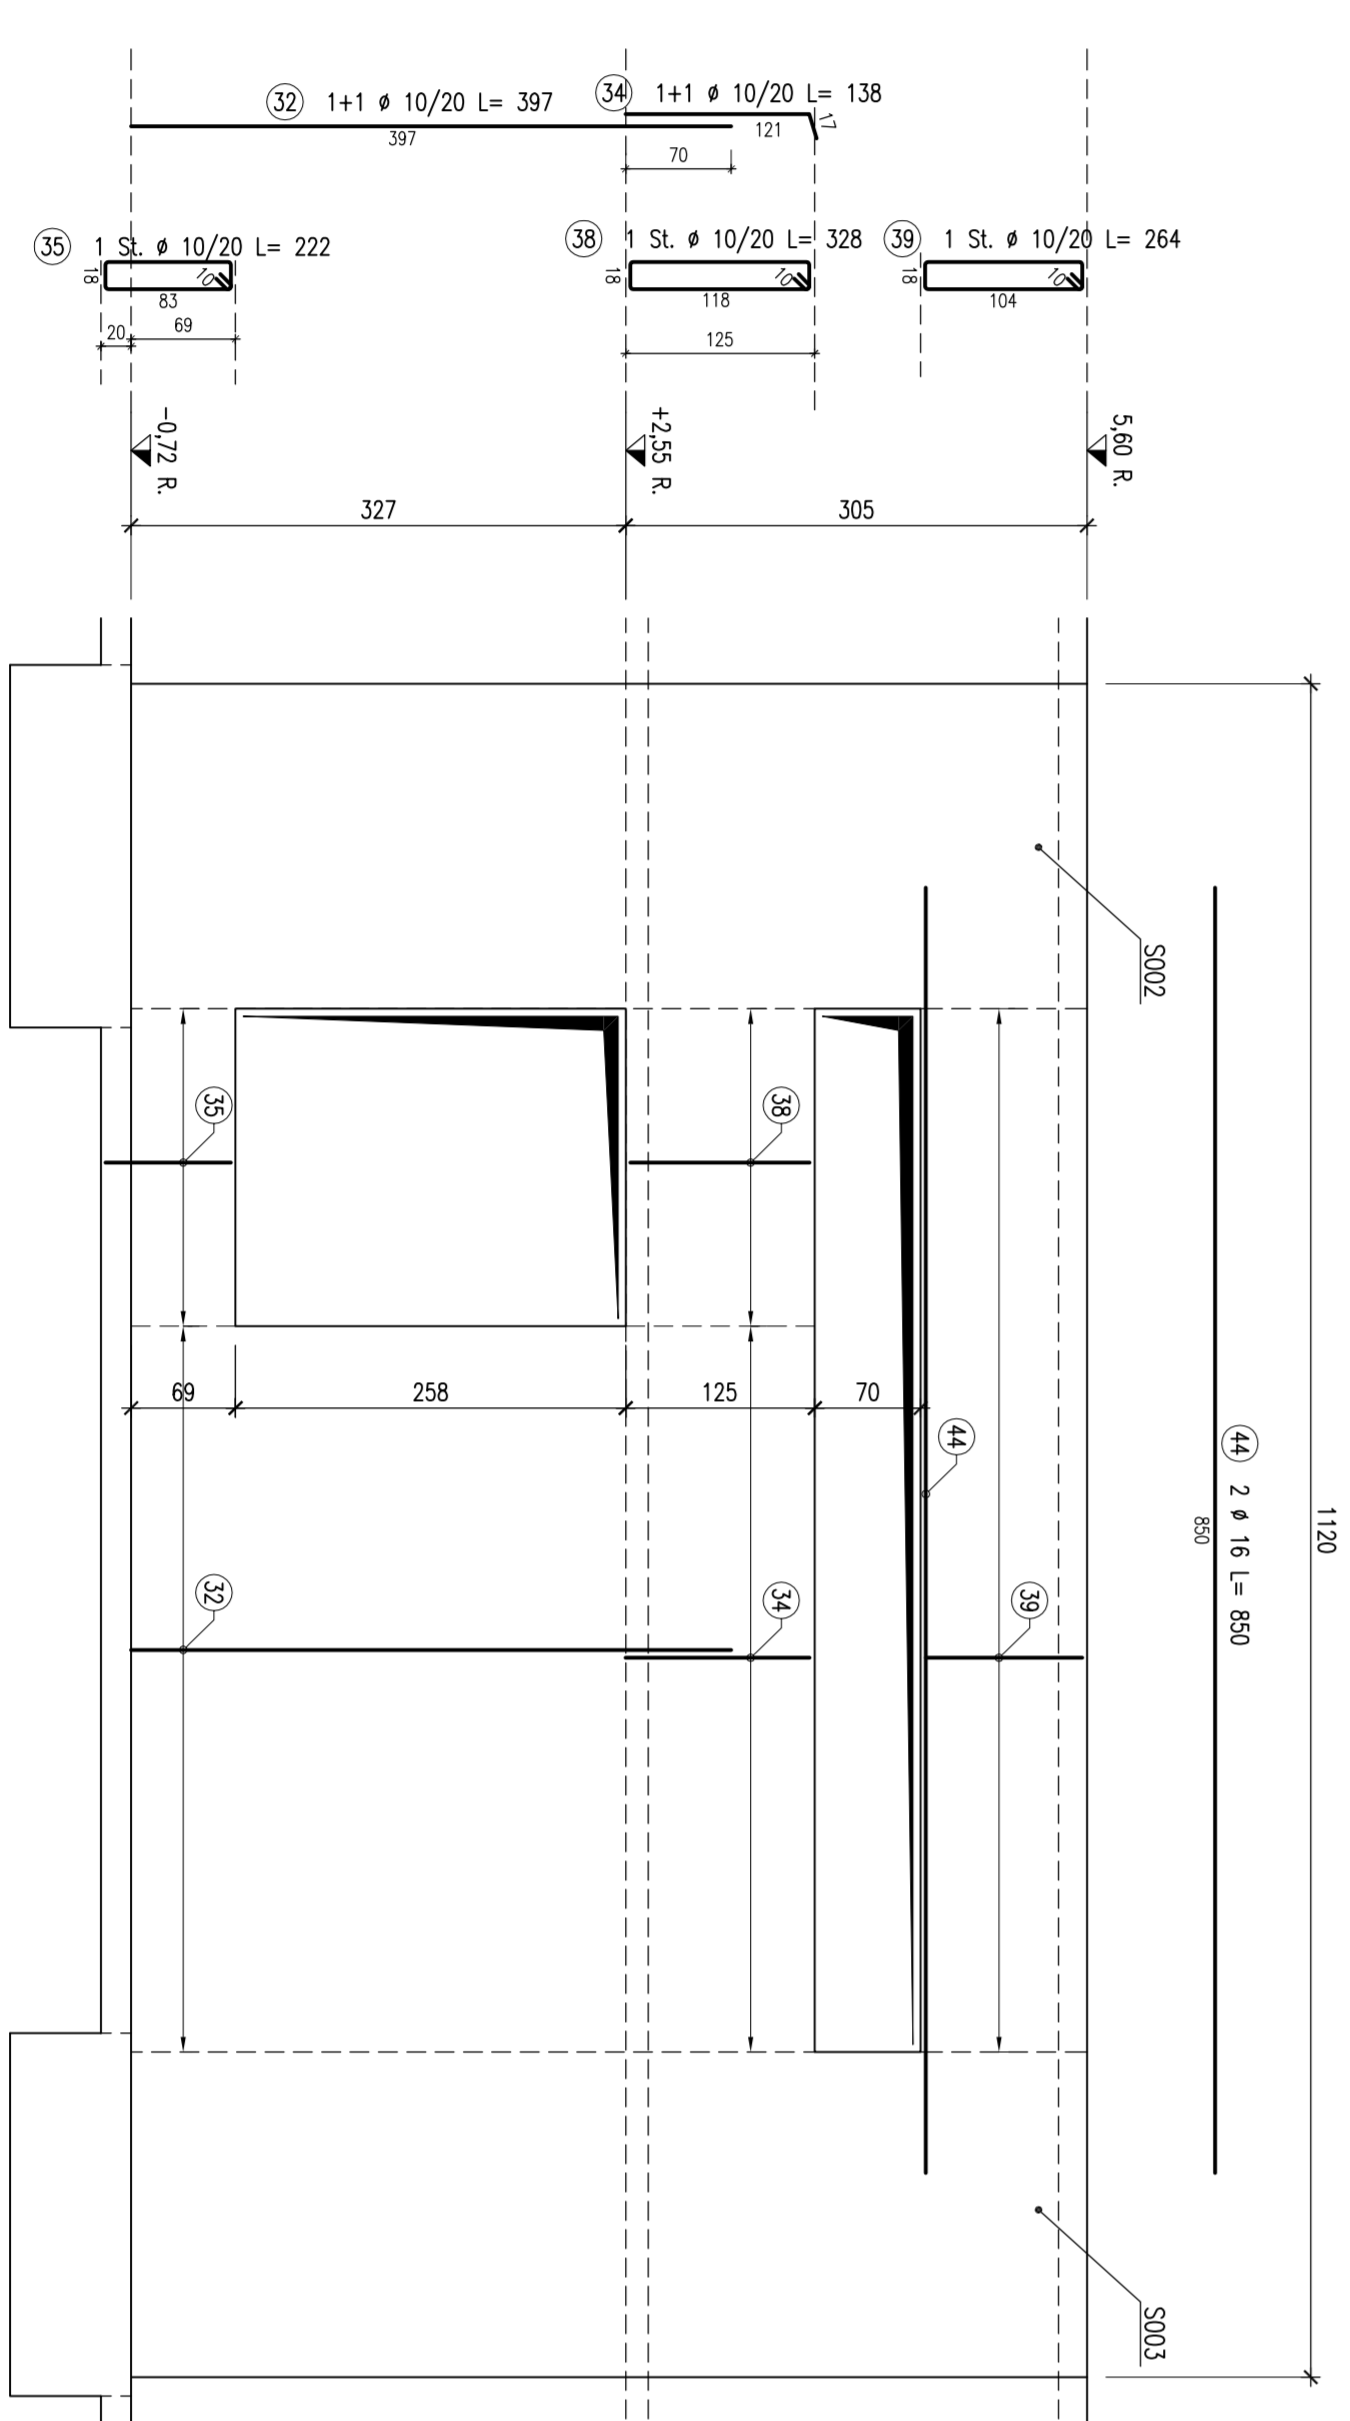 32 1+1 ø 10/20 L= 397
397
34 1+1 ø 10/20 L= 138
121
17
70
35 1 St. ø 10/20 L= 222
18
10
83
20
69
38 1 St. ø 10/20 L= 328
18
10
118
125
39 1 St. ø 10/20 L= 264
18
10
104
-0,72 R.
+2,55 R.
5,60 R.
327
305
S002
35
38
69
258
125
70
44
44 2 ø 16 L= 850
850
1120
32
34
39
S003